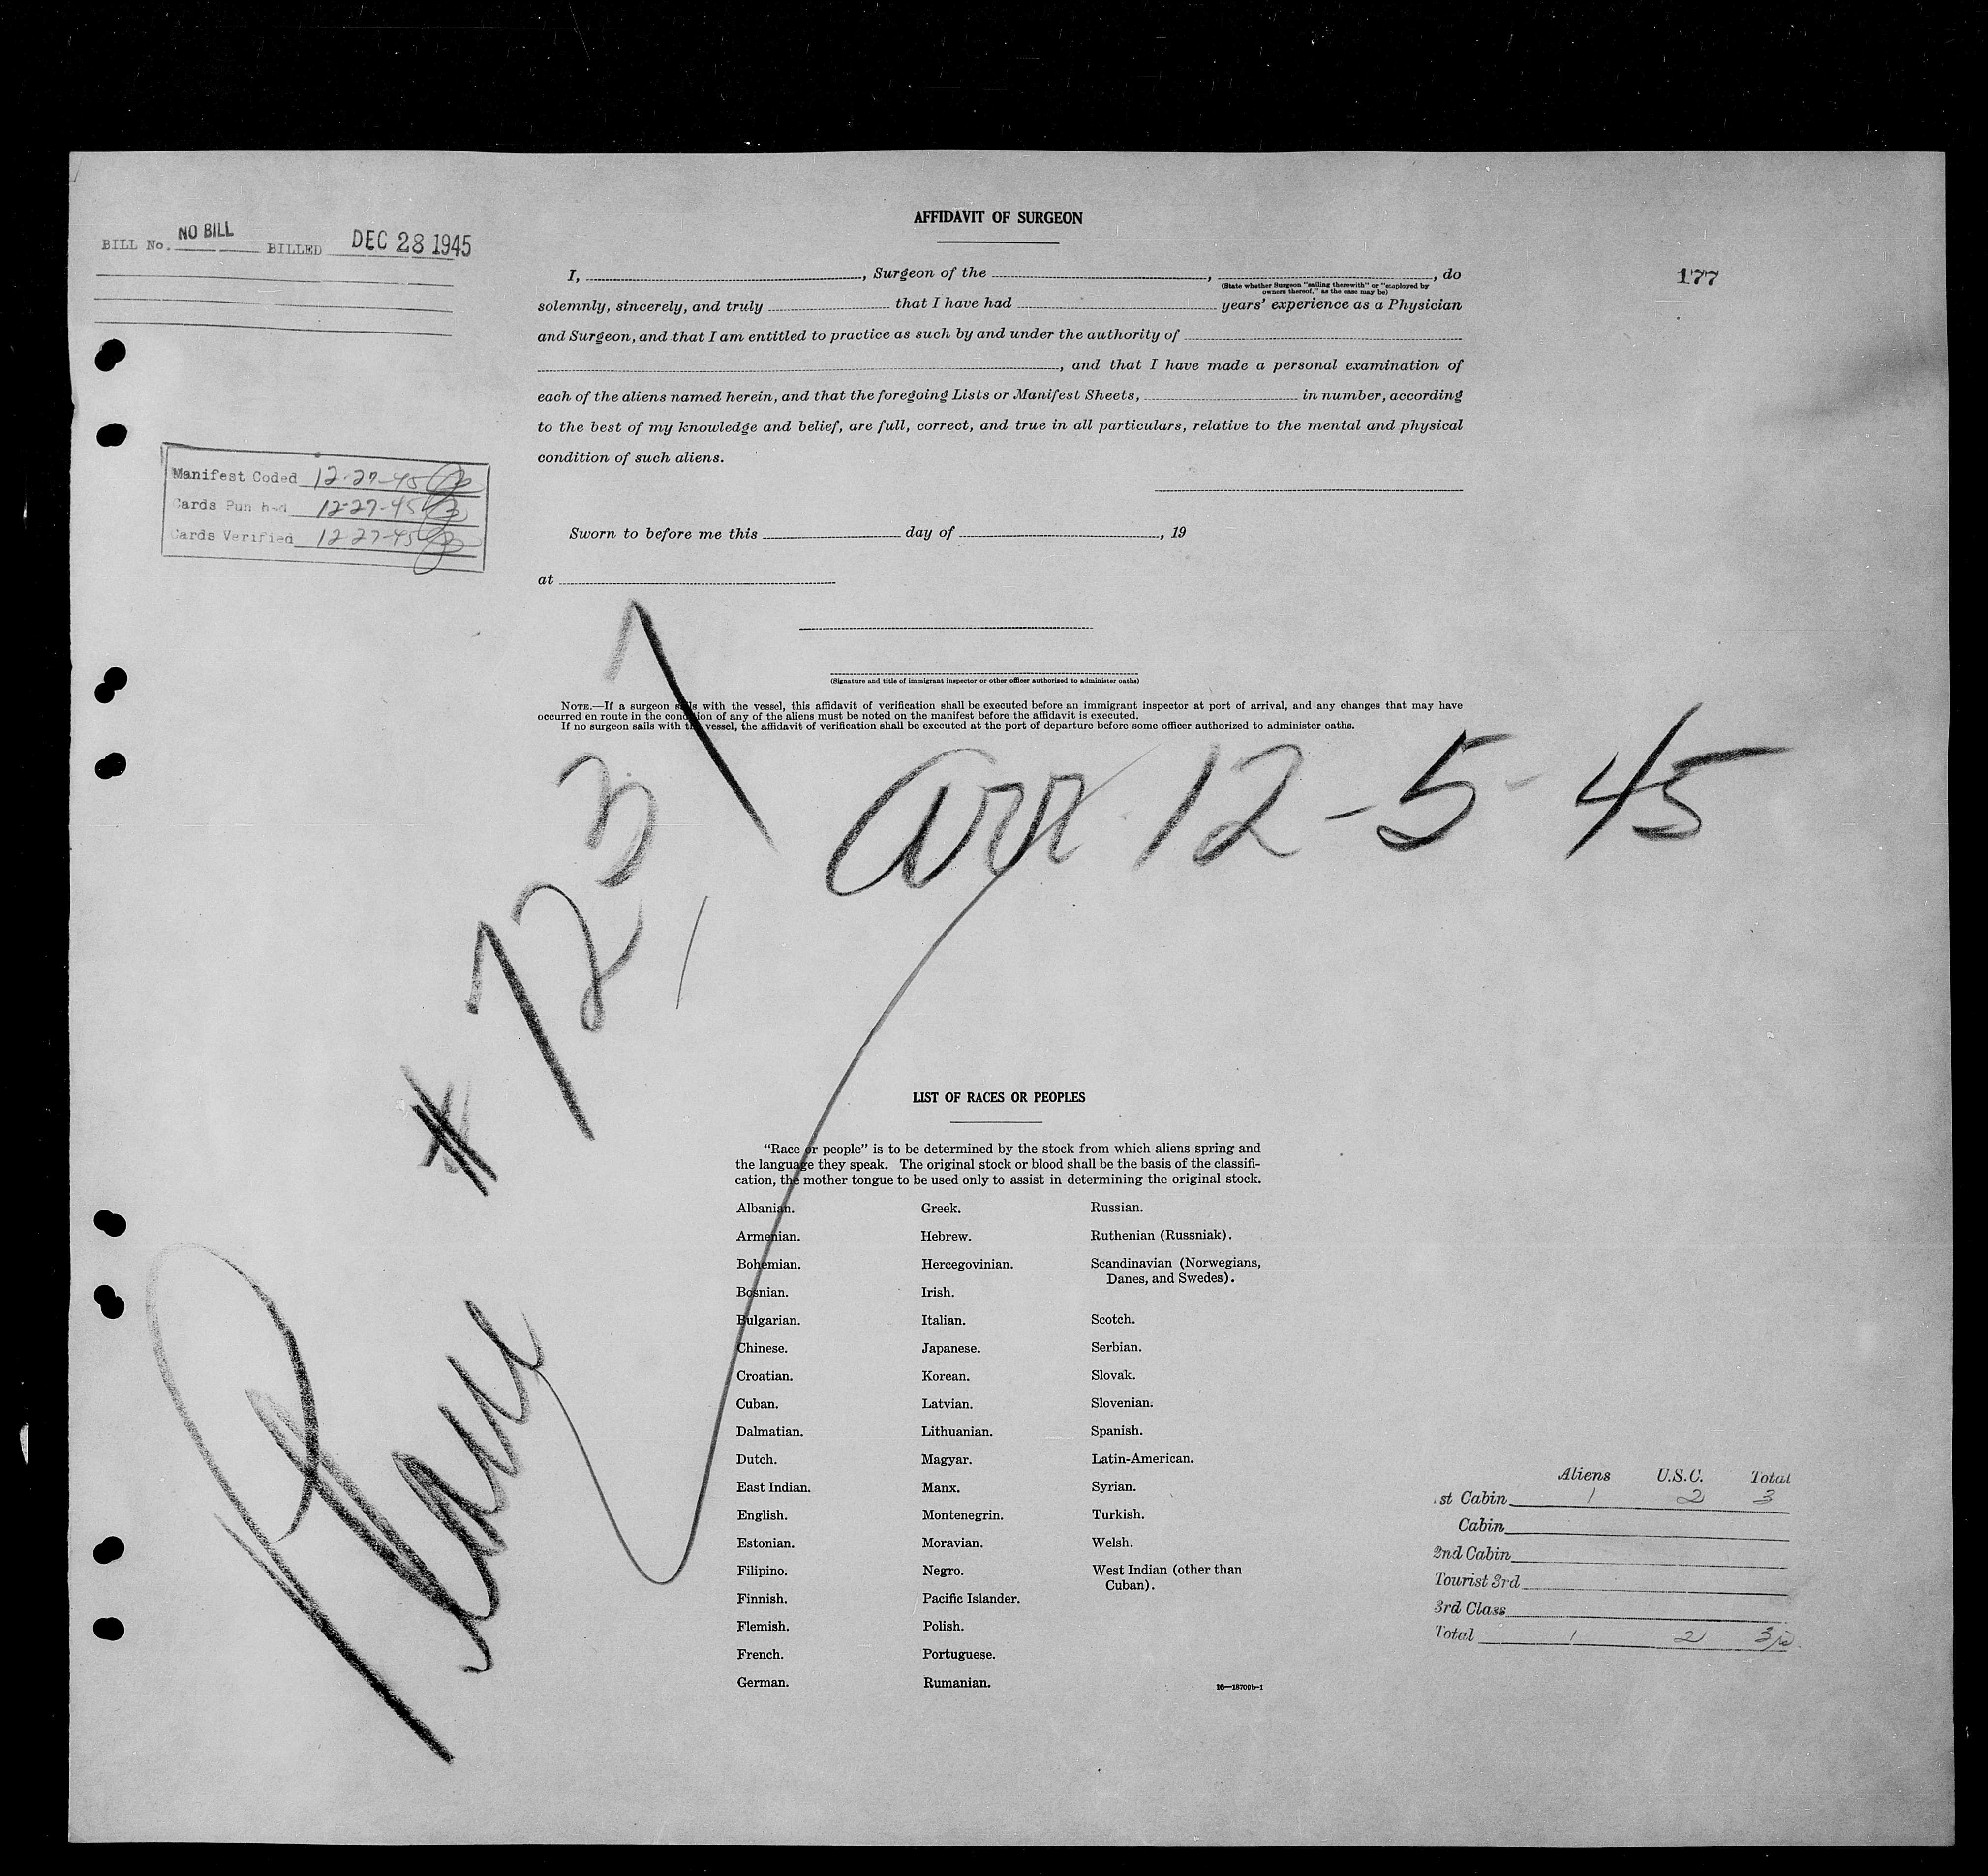 AFFIDAVIT OF SURGEON
BILL No. NO BILL BILLED DEC 28 1945
177
I, , Surgeon of the , , do
(State whether Surgeon "sailing therewith" or "employed by
owners thereof," as the case may be)
solemnly, sincerely, and truly that I have had years' experience as a Physician
and Surgeon, and that I am entitled to practice as such by and under the authority of
, and that I have made a personal examination of
each of the aliens named herein, and that the foregoing Lists or Manifest Sheets, in number, according
to the best of my knowledge and belief, are full, correct, and true in all particulars, relative to the mental and physical
condition of such aliens.
Manifest Coded 12-27-45
Cards Punched 12-27-45
Cards Verified 12-27-45
Sworn to before me this day of , 19
at
(Signature and title of immigrant inspector or other officer authorized to administer oaths)
NOTE.—If a surgeon sails with the vessel, this affidavit of verification shall be executed before an immigrant inspector at port of arrival, and any changes that may have
occurred en route in the condition of any of the aliens must be noted on the manifest before the affidavit is executed.
If no surgeon sails with the vessel, the affidavit of verification shall be executed at the port of departure before some officer authorized to administer oaths.
Arr 12-5-45
Plane # 7237
LIST OF RACES OR PEOPLES
"Race or people" is to be determined by the stock from which aliens spring and
the language they speak. The original stock or blood shall be the basis of the classifi-
cation, the mother tongue to be used only to assist in determining the original stock.
Albanian.
Armenian.
Bohemian.
Bosnian.
Bulgarian.
Chinese.
Croatian.
Cuban.
Dalmatian.
Dutch.
East Indian.
English.
Estonian.
Filipino.
Finnish.
Flemish.
French.
German.
Greek.
Hebrew.
Hercegovinian.
Irish.
Italian.
Japanese.
Korean.
Latvian.
Lithuanian.
Magyar.
Manx.
Montenegrin.
Moravian.
Negro.
Pacific Islander.
Polish.
Portuguese.
Rumanian.
Russian.
Ruthenian (Russniak).
Scandinavian (Norwegians,
Danes, and Swedes).
Scotch.
Serbian.
Slovak.
Slovenian.
Spanish.
Latin-American.
Syrian.
Turkish.
Welsh.
West Indian (other than
Cuban).
16—18709b-1
Aliens U.S.C. Total
1st Cabin 1 2 3
Cabin
2nd Cabin
Tourist 3rd
3rd Class
Total 1 2 3